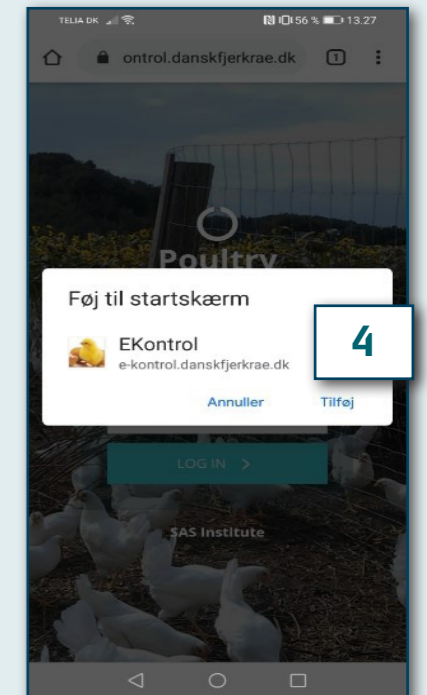 TELIA DK 56 % 13.27
ontrol.danskfjerkrae.dk 1
Poultry
Føj til startskærm
EKontrol
e-kontrol.danskfjerkrae.dk
4
Annuller Tilføj
LOG IN >
SAS Institute